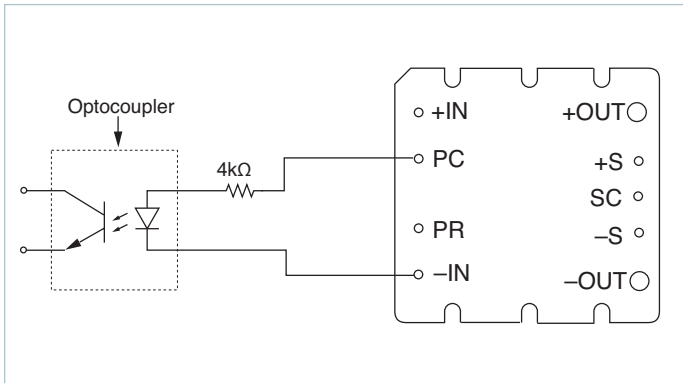 Optocoupler
4kΩ
+IN
PC
PR
–IN
+OUT
+S
SC
–S
–OUT